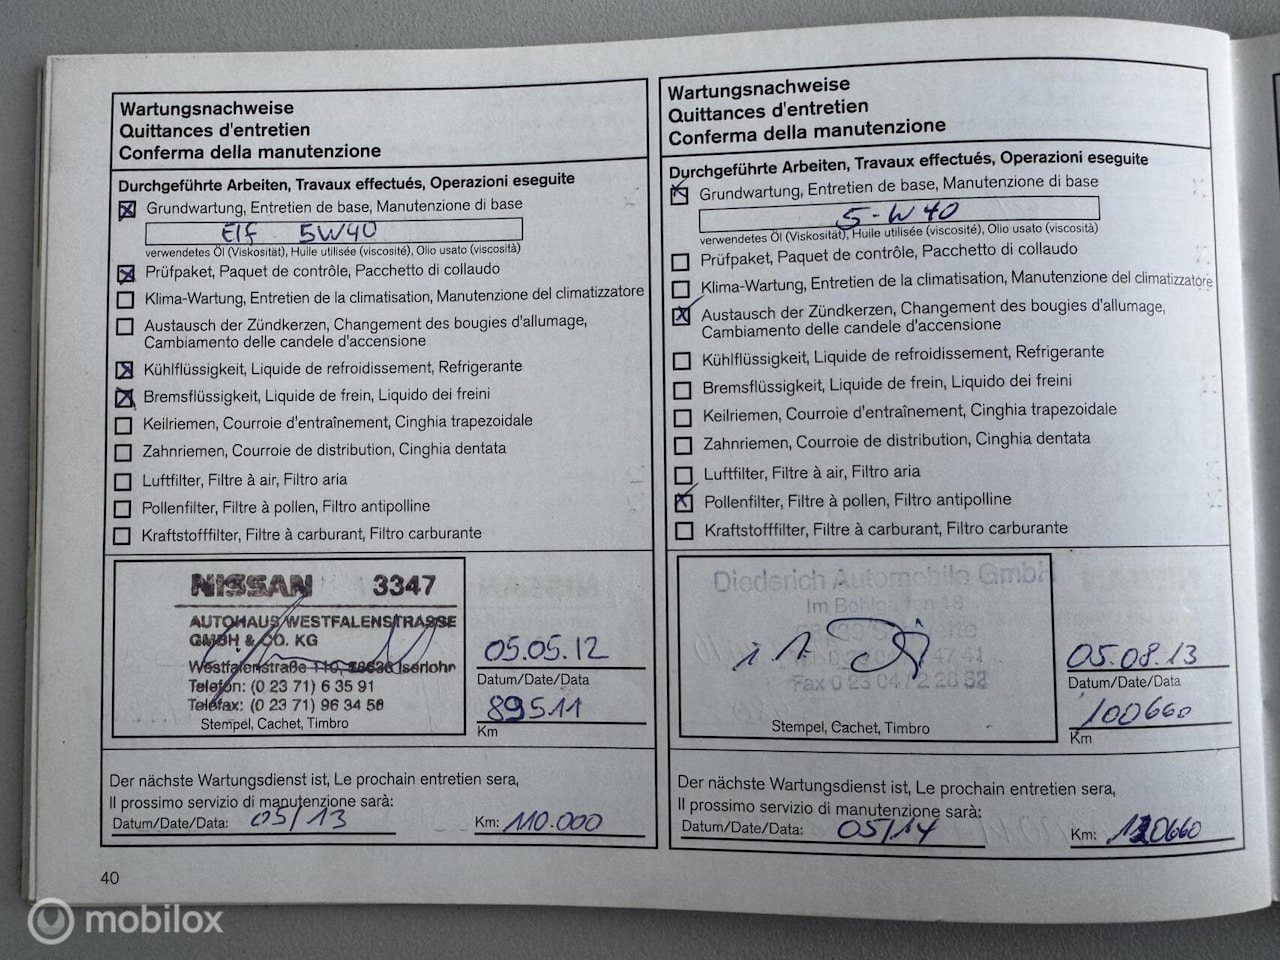 Wartungsnachweise
Quittances d'entretien
Conferma della manutenzione
Durchgeführte Arbeiten, Travaux effectués, Operazioni eseguite
Grundwartung, Entretien de base, Manutenzione di base
Elf 5W40
verwendetes Öl (Viskosität), Huile utilisée (viscosité), Olio usato (viscosità)
Prüfpaket, Paquet de contrôle, Pacchetto di collaudo
Klima-Wartung, Entretien de la climatisation, Manutenzione del climatizzatore
Austausch der Zündkerzen, Changement des bougies d'allumage,
Cambiamento delle candele d'accensione
Kühlflüssigkeit, Liquide de refroidissement, Refrigerante
Bremsflüssigkeit, Liquide de frein, Liquido dei freini
Keilriemen, Courroie d'entraînement, Cinghia trapezoidale
Zahnriemen, Courroie de distribution, Cinghia dentata
Luftfilter, Filtre à air, Filtro aria
Pollenfilter, Filtre à pollen, Filtro antipolline
Kraftstofffilter, Filtre à carburant, Filtro carburante
NISSAN 3347
AUTOHAUS WESTFALENSTRASSE
GMBH & CO. KG
Westfalenstraße 110, 58636 Iserlohn
Telefon: (0 23 71) 6 35 91
Telefax: (0 23 71) 96 34 50
Stempel, Cachet, Timbro
05.05.12
Datum/Date/Data
89511
Km
Der nächste Wartungsdienst ist, Le prochain entretien sera,
Il prossimo servizio di manutenzione sarà:
Datum/Date/Data: 05/13 Km: 110.000
40
Wartungsnachweise
Quittances d'entretien
Conferma della manutenzione
Durchgeführte Arbeiten, Travaux effectués, Operazioni eseguite
Grundwartung, Entretien de base, Manutenzione di base
5-W40
verwendetes Öl (Viskosität), Huile utilisée (viscosité), Olio usato (viscosità)
Prüfpaket, Paquet de contrôle, Pacchetto di collaudo
Klima-Wartung, Entretien de la climatisation, Manutenzione del climatizzatore
Austausch der Zündkerzen, Changement des bougies d'allumage,
Cambiamento delle candele d'accensione
Kühlflüssigkeit, Liquide de refroidissement, Refrigerante
Bremsflüssigkeit, Liquide de frein, Liquido dei freini
Keilriemen, Courroie d'entraînement, Cinghia trapezoidale
Zahnriemen, Courroie de distribution, Cinghia dentata
Luftfilter, Filtre à air, Filtro aria
Pollenfilter, Filtre à pollen, Filtro antipolline
Kraftstofffilter, Filtre à carburant, Filtro carburante
Diederich Automobile GmbH
Im
Fax 0 23 04 / 2 26 82
i.A.
Stempel, Cachet, Timbro
05.08.13
Datum/Date/Data
100660
Km
Der nächste Wartungsdienst ist, Le prochain entretien sera,
Il prossimo servizio di manutenzione sarà:
Datum/Date/Data: 05/14 Km: 120660
mobilox